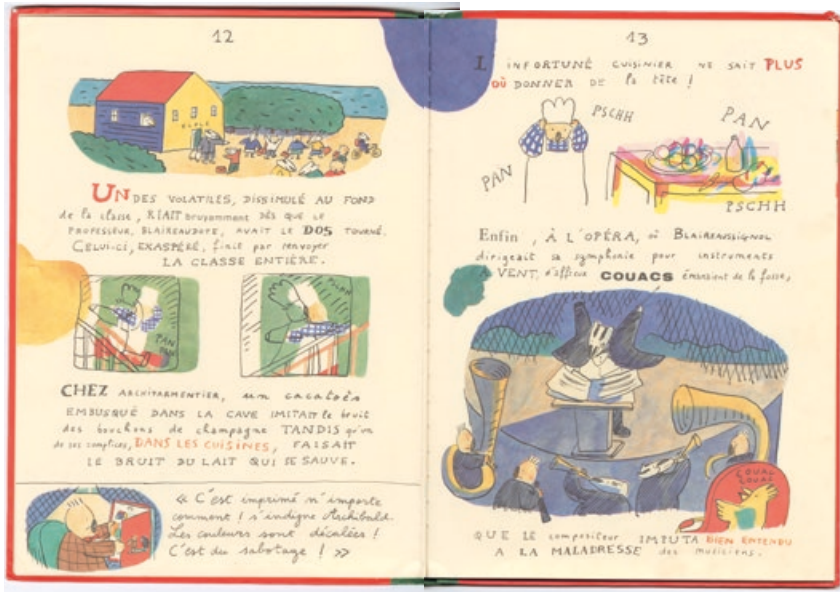 12
UN DES VOLATILES, DISSIMULÉ AU FOND
de la classe, RIAIT bruyamment DÈS QUE LE
PROFESSEUR, BLAIREAUDOTE, AVAIT LE DOS TOURNÉ.
CELUI-CI, EXASPÉRÉ, finit par renvoyer
LA CLASSE ENTIÈRE.
PAN
PAN
CHEZ ARCHIPARMENTIER, un cacatoès
EMBUSQUÉ DANS LA CAVE IMITAIT le bruit
des bouchons de champagne TANDIS qu'un
de ses complices, DANS LES CUISINES, FAISAIT
LE BRUIT DU LAIT QUI SE SAUVE.
« C'est imprimé n'importe
comment ! s'indigne Archibald.
Les couleurs sont décalées !
C'est du sabotage ! »
13
L INFORTUNÉ CUISINIER NE SAIT PLUS
OÙ DONNER DE la tête !
PSCHH
PAN
PAN
PSCHH
Enfin, À L'OPÉRA, où BLAIREAUSSIGNOL
dirigeait sa symphonie pour instruments
À VENT, d'affreux COUACS émanaient de la fosse,
COUAC
COUAC
QUE LE compositeur IMPUTA BIEN ENTENDU
A LA MALADRESSE des musiciens.